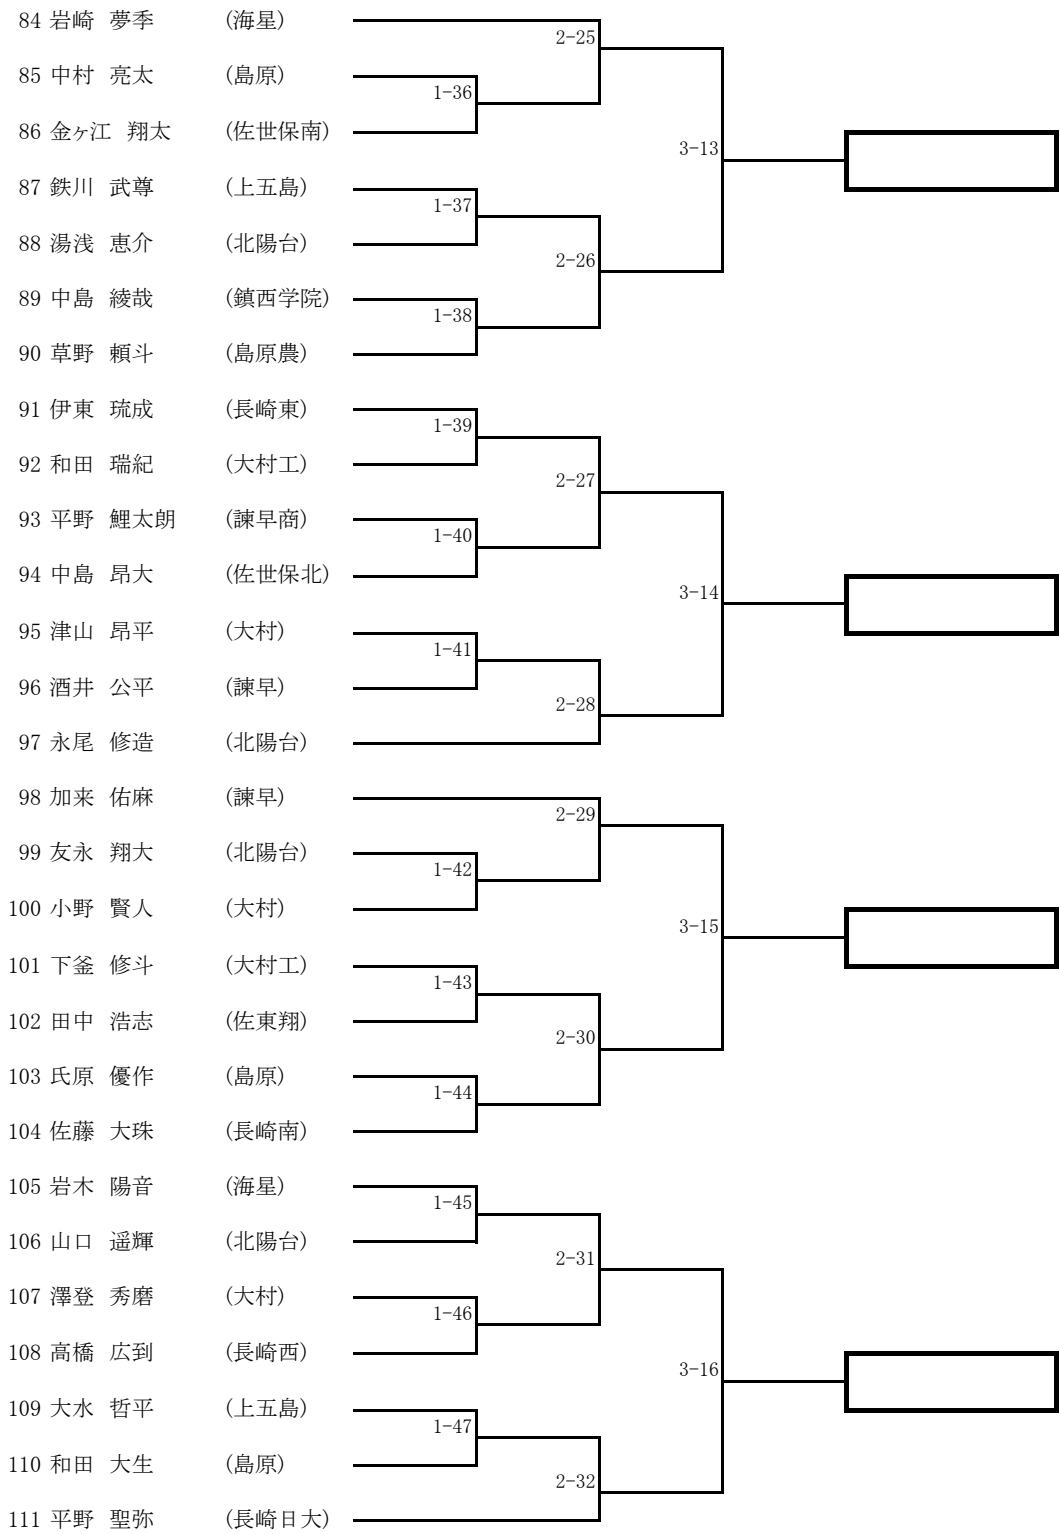 84 岩崎 夢季 (海星)
2-25
85 中村 亮太 (島原)
1-36
86 金ヶ江 翔太 (佐世保南)
3-13
87 鉄川 武尊 (上五島)
1-37
88 湯浅 恵介 (北陽台)
2-26
89 中島 綾哉 (鎮西学院)
1-38
90 草野 頼斗 (島原農)
91 伊東 琉成 (長崎東)
1-39
92 和田 瑞紀 (大村工)
2-27
93 平野 鯉太朗 (諫早商)
1-40
94 中島 昂大 (佐世保北)
3-14
95 津山 昂平 (大村)
1-41
96 酒井 公平 (諫早)
2-28
97 永尾 修造 (北陽台)
98 加来 佑麻 (諫早)
2-29
99 友永 翔大 (北陽台)
1-42
100 小野 賢人 (大村)
3-15
101 下釜 修斗 (大村工)
1-43
102 田中 浩志 (佐東翔)
2-30
103 氏原 優作 (島原)
1-44
104 佐藤 大珠 (長崎南)
105 岩木 陽音 (海星)
1-45
106 山口 遥輝 (北陽台)
2-31
107 澤登 秀磨 (大村)
1-46
108 高橋 広到 (長崎西)
3-16
109 大水 哲平 (上五島)
1-47
110 和田 大生 (島原)
2-32
111 平野 聖弥 (長崎日大)